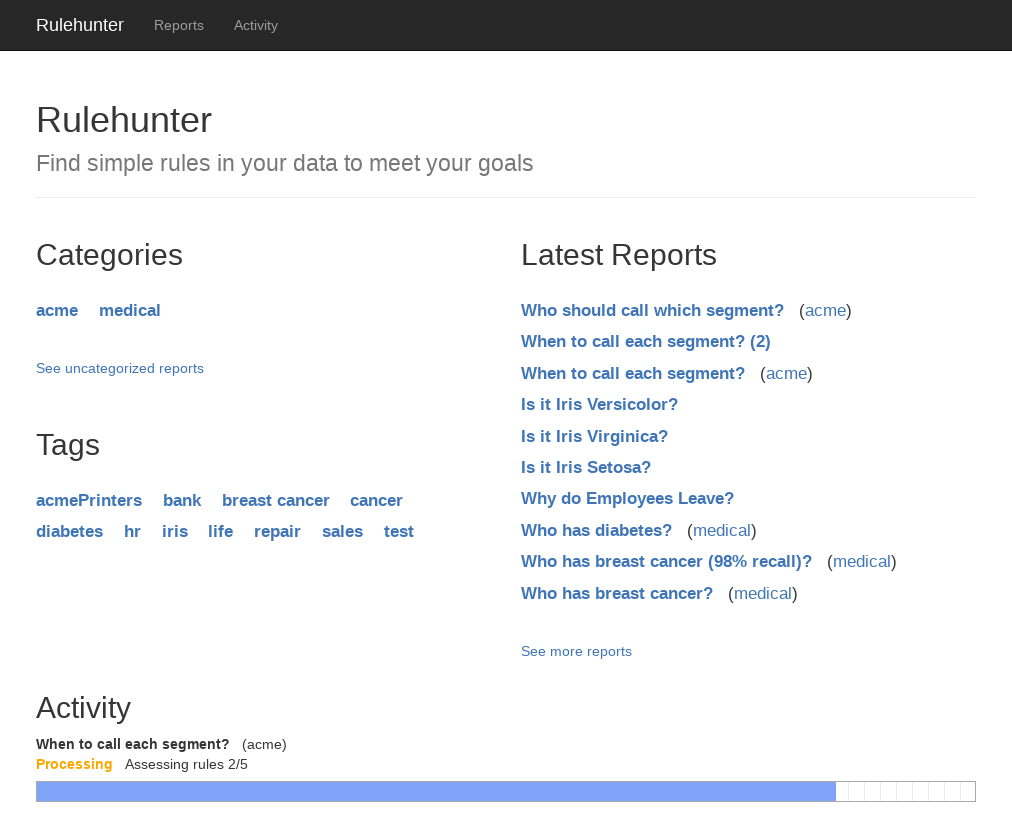 Rulehunter Reports Activity
Rulehunter
Find simple rules in your data to meet your goals
Categories
acme medical
See uncategorized reports
Tags
acmePrinters bank breast cancer cancer
diabetes hr iris life repair sales test
Latest Reports
Who should call which segment? (acme)
When to call each segment? (2)
When to call each segment? (acme)
Is it Iris Versicolor?
Is it Iris Virginica?
Is it Iris Setosa?
Why do Employees Leave?
Who has diabetes? (medical)
Who has breast cancer (98% recall)? (medical)
Who has breast cancer? (medical)
See more reports
Activity
When to call each segment? (acme)
Processing Assessing rules 2/5